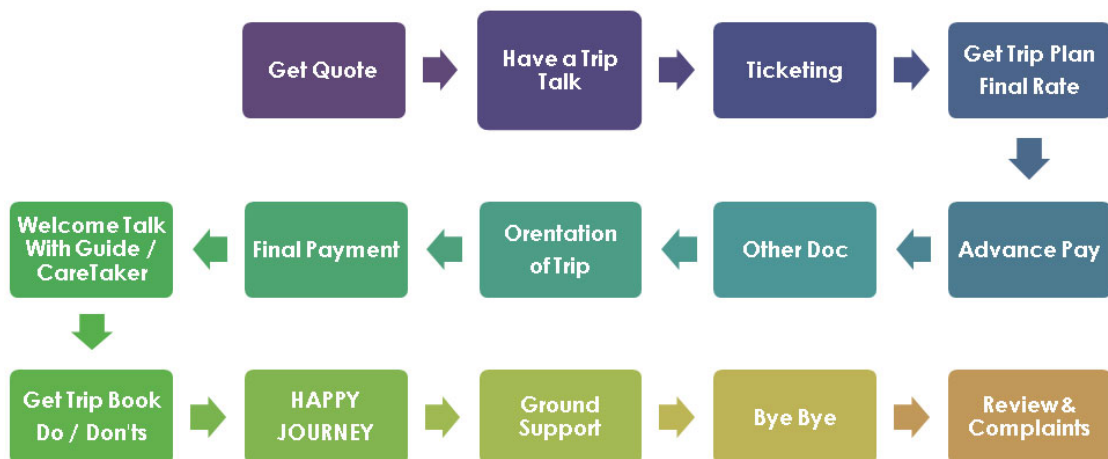 Get Quote
Have a Trip
Talk
Ticketing
Get Trip Plan
Final Rate
Advance Pay
Other Doc
Orentation
of Trip
Final Payment
Welcome Talk
With Guide /
CareTaker
Get Trip Book
Do / Don'ts
HAPPY
JOURNEY
Ground
Support
Bye Bye
Review &
Complaints